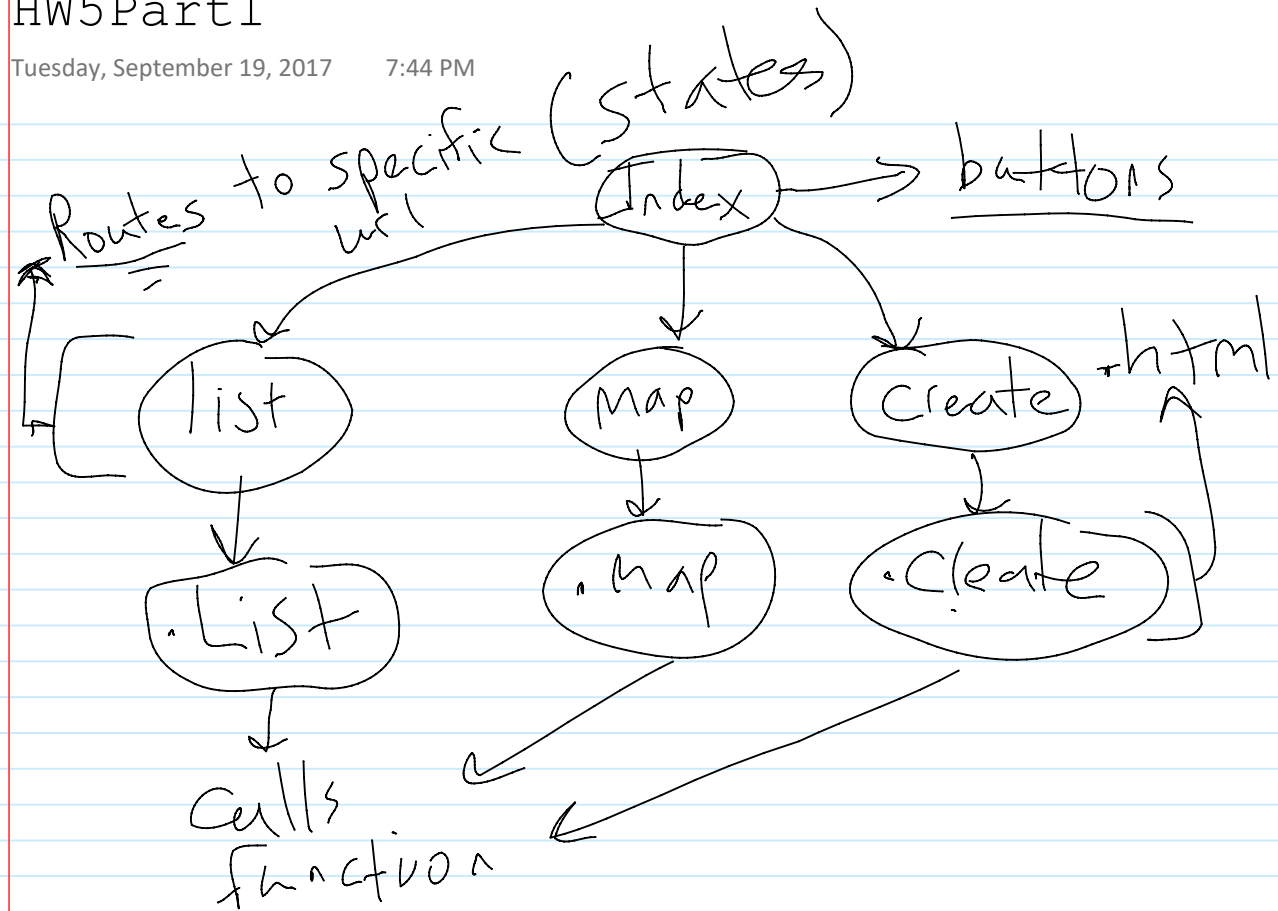 HW5Part1
Tuesday, September 19, 2017 7:44 PM
Routes to specific (states)
url
Index
buttons
list
map
create
.html
.List
.Map
.Create
Calls
function